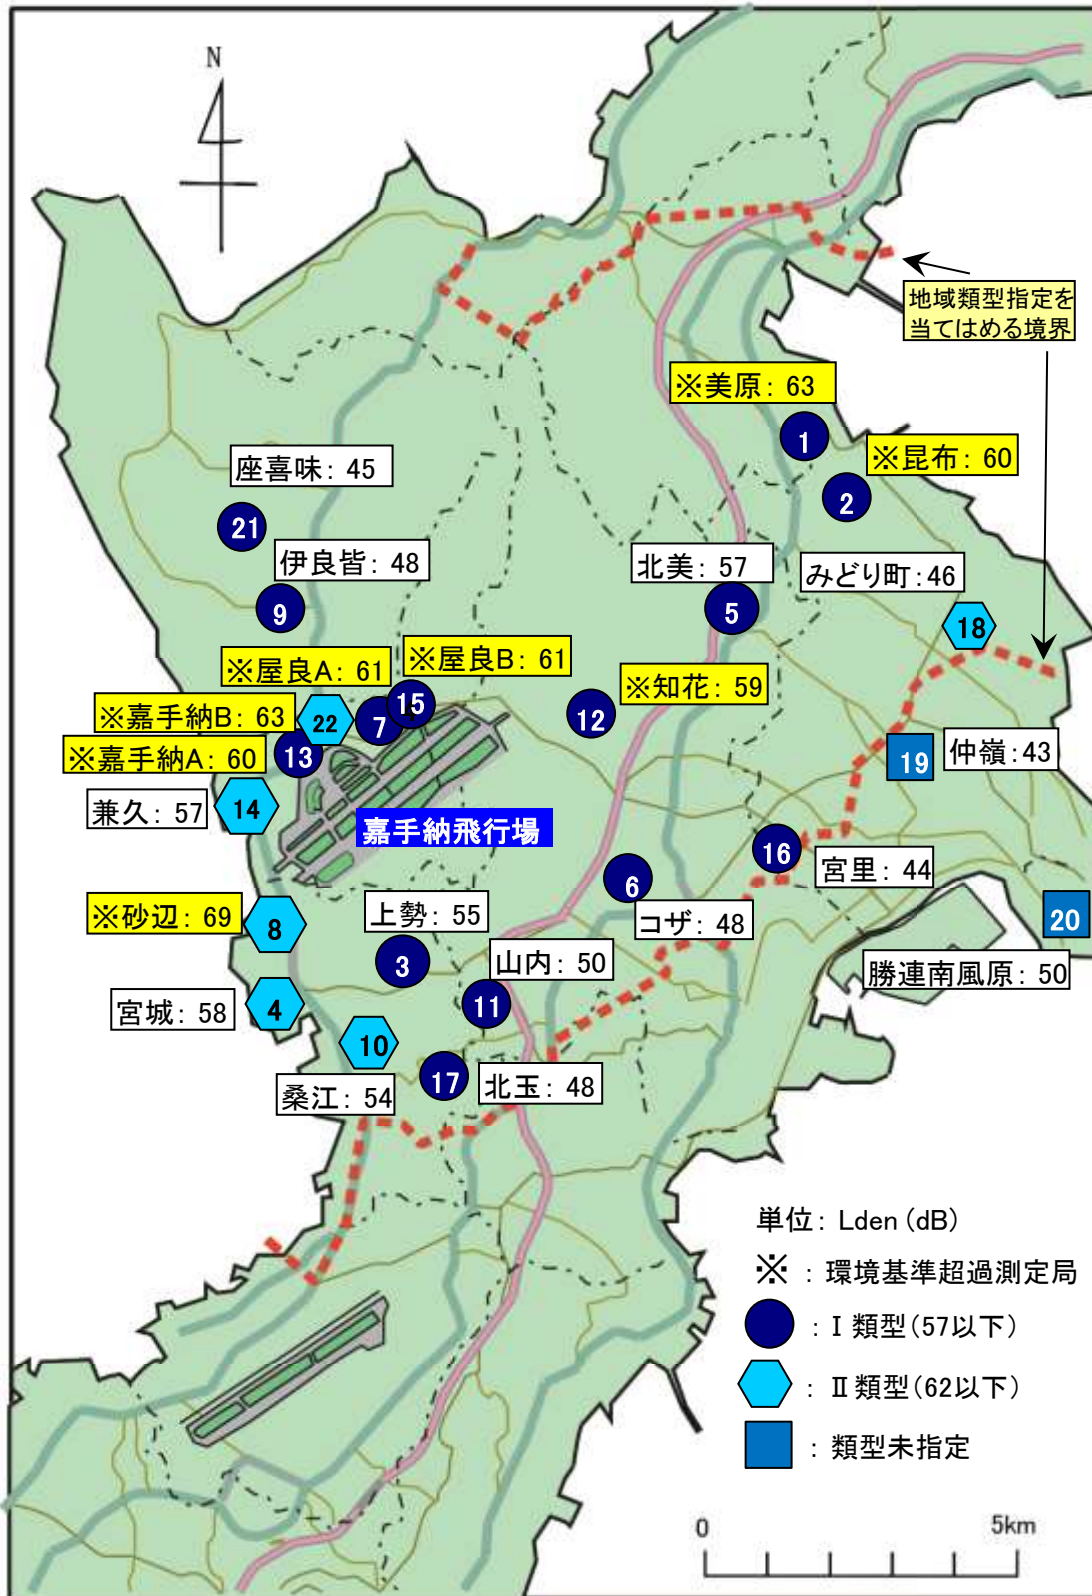 N
地域類型指定を
当てはめる境界
※美原: 63
1
※昆布: 60
2
座喜味: 45
21
伊良皆: 48
9
北美: 57
5
みどり町:46
18
※屋良A: 61
※屋良B: 61
15
7
22
※知花: 59
12
※嘉手納B: 63
13
※嘉手納A: 60
14
兼久: 57
19
仲嶺:43
嘉手納飛行場
16
宮里: 44
6
コザ: 48
20
※砂辺: 69
8
上勢: 55
3
山内: 50
11
勝連南風原: 50
宮城: 58
4
10
桑江: 54
17
北玉: 48
単位: Lden (dB)
※ : 環境基準超過測定局
: Ⅰ類型(57以下)
: Ⅱ類型(62以下)
: 類型未指定
0 5km